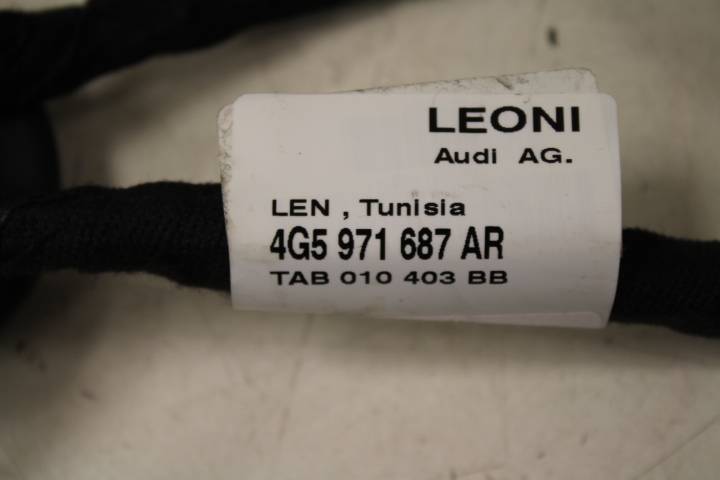 LEONI
Audi AG.
LEN , Tunisia
4G5 971 687 AR
TAB 010 403 BB